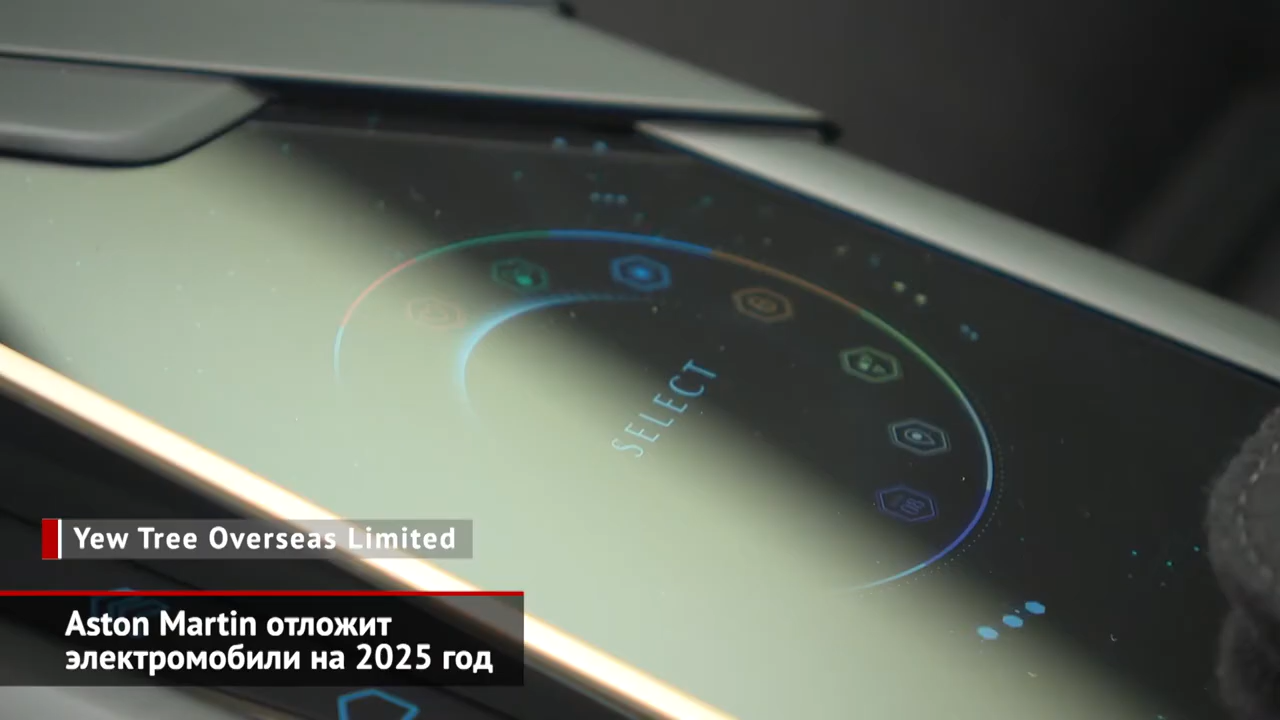 SELECT
Yew Tree Overseas Limited
Aston Martin отложит
электромобили на 2025 год